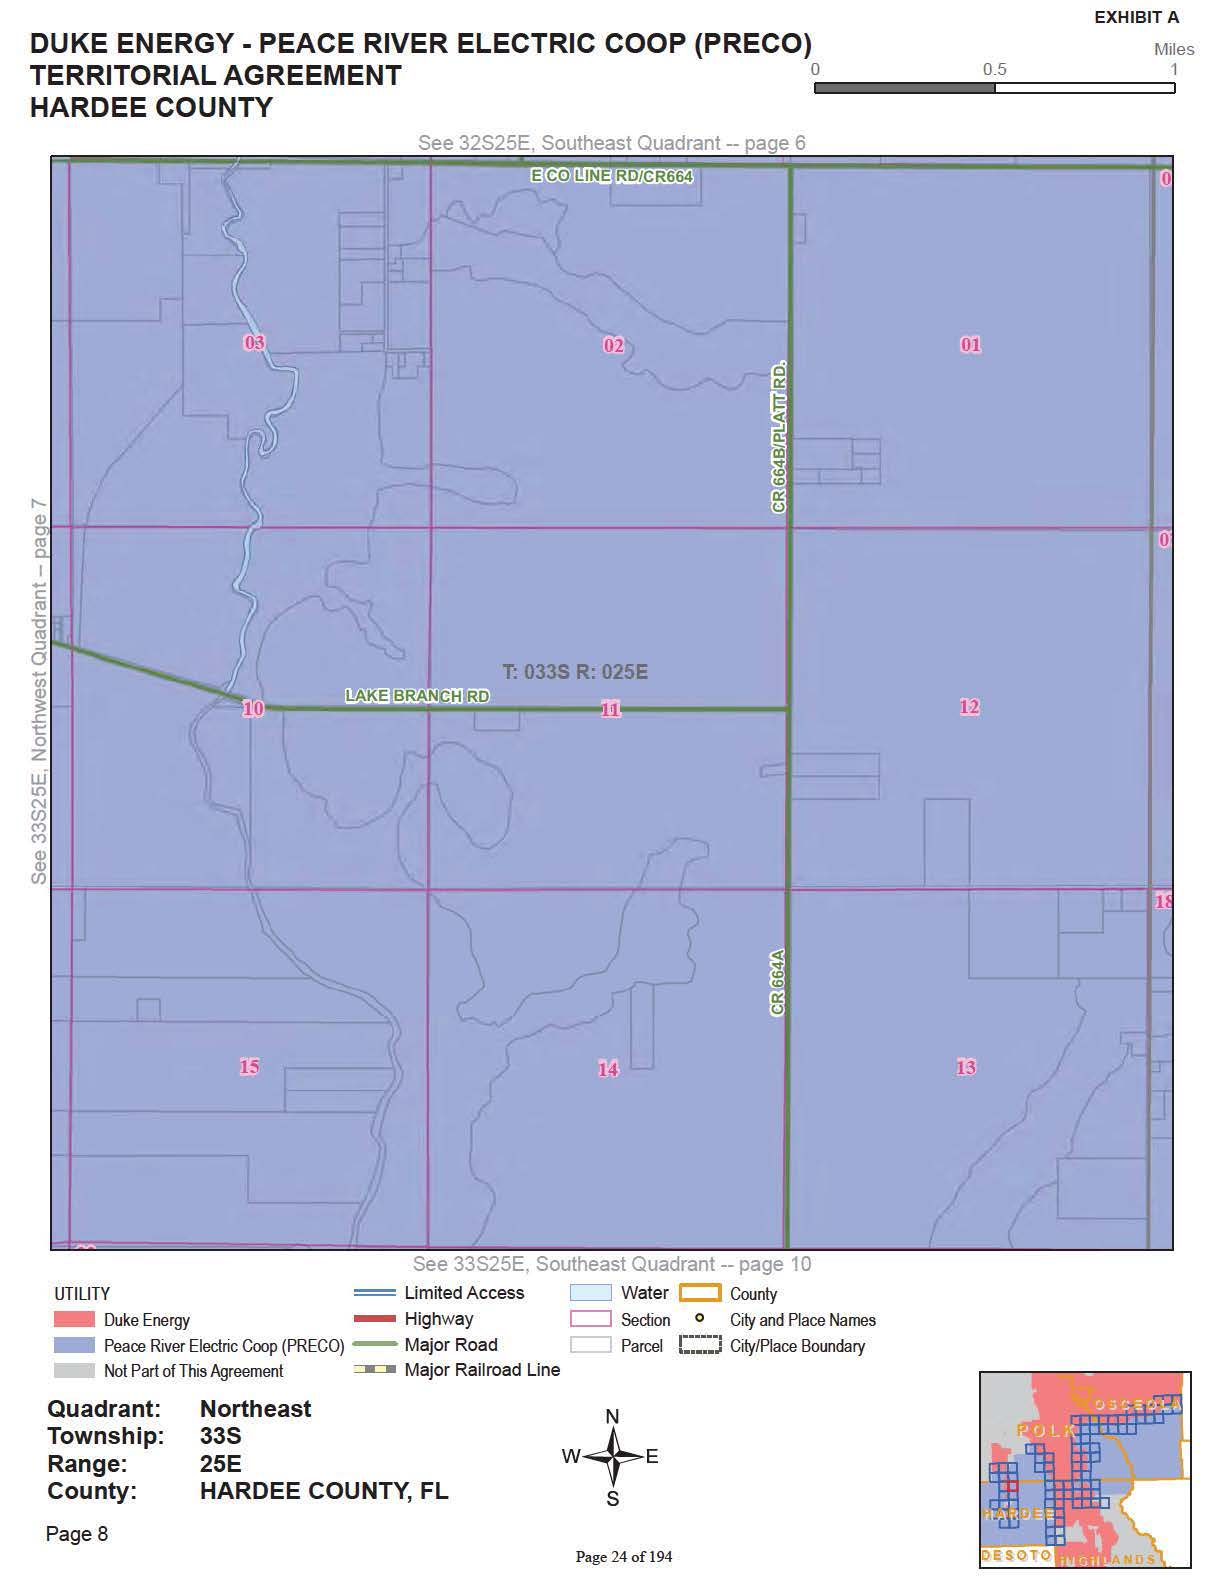 EXHIBIT A
DUKE ENERGY - PEACE RIVER ELECTRIC COOP (PRECO)
TERRITORIAL AGREEMENT
HARDEE COUNTY
Miles
0 0.5 1
See 32S25E, Southeast Quadrant -- page 6
E CO LINE RD/CR664
0
03
02
01
CR 664B/PLATT RD.
See 33S25E, Northwest Quadrant -- page 7
0
T: 033S R: 025E
LAKE BRANCH RD
10
11
12
18
CR 664A
15
14
13
See 33S25E, Southeast Quadrant -- page 10
UTILITY
Duke Energy
Peace River Electric Coop (PRECO)
Not Part of This Agreement
Limited Access
Highway
Major Road
Major Railroad Line
Water
Section
Parcel
County
City and Place Names
City/Place Boundary
Quadrant: Northeast
Township: 33S
Range: 25E
County: HARDEE COUNTY, FL
Page 8
N
W E
S
OSCEOLA
POLK
HARDEE
DESOTO
HIGHLANDS
Page 24 of 194